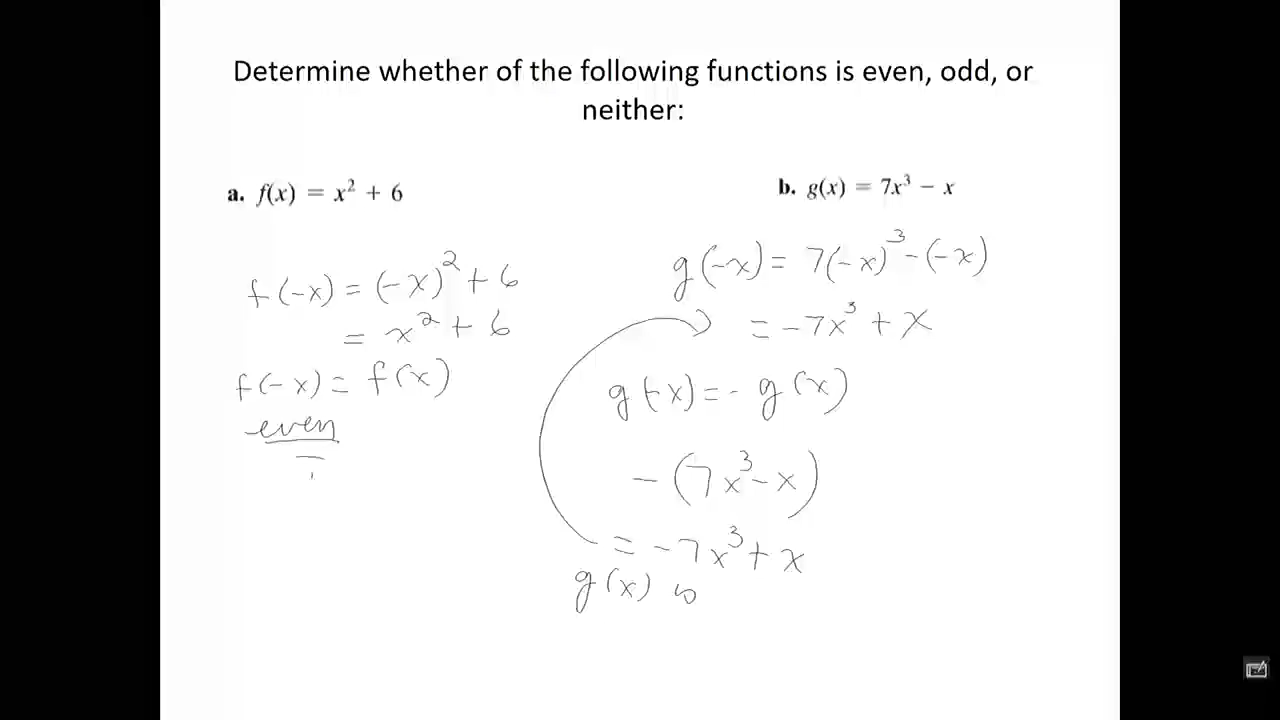 Determine whether of the following functions is even, odd, or
neither:
a. f(x) = x² + 6
f(-x) = (-x)² + 6
= x² + 6
f(-x) = f(x)
even
b. g(x) = 7x³ − x
g(-x) = 7(-x)³ - (-x)
= -7x³ + x
g(-x) = - g(x)
- (7x³ - x)
= -7x³ + x
g(x)